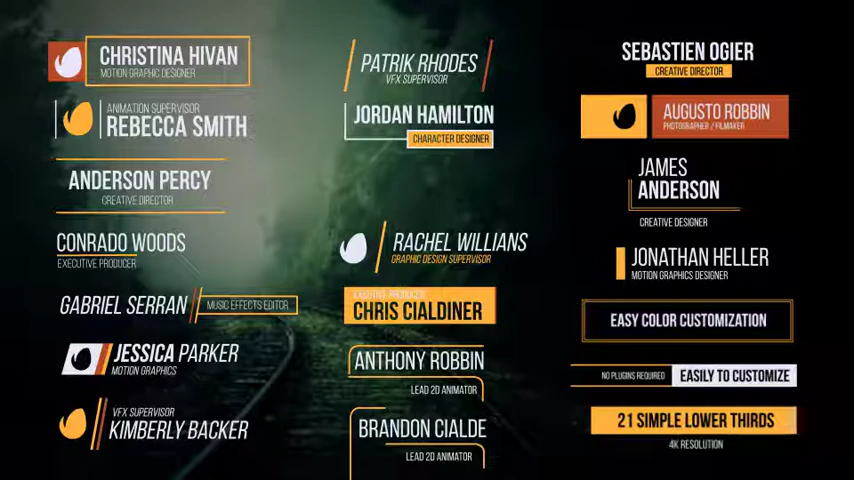 CHRISTINA HIVAN
MOTION GRAPHIC DESIGNER
ANIMATION SUPERVISOR
REBECCA SMITH
ANDERSON PERCY
CREATIVE DIRECTOR
CONRADO WOODS
EXECUTIVE PRODUCER
GABRIEL SERRAN
MUSIC EFFECTS EDITOR
JESSICA PARKER
MOTION GRAPHICS
VFX SUPERVISOR
KIMBERLY BACKER
PATRIK RHODES
VFX SUPERVISOR
JORDAN HAMILTON
CHARACTER DESIGNER
RACHEL WILLIANS
GRAPHIC DESIGN SUPERVISOR
EXECUTIVE PRODUCER
CHRIS CIALDINER
ANTHONY ROBBIN
LEAD 2D ANIMATOR
BRANDON CIALDE
LEAD 2D ANIMATOR
SEBASTIEN OGIER
CREATIVE DIRECTOR
AUGUSTO ROBBIN
PHOTOGRAPHER / FILMAKER
JAMES
ANDERSON
CREATIVE DESIGNER
JONATHAN HELLER
MOTION GRAPHICS DESIGNER
EASY COLOR CUSTOMIZATION
NO PLUGINS REQUIRED
EASILY TO CUSTOMIZE
21 SIMPLE LOWER THIRDS
4K RESOLUTION